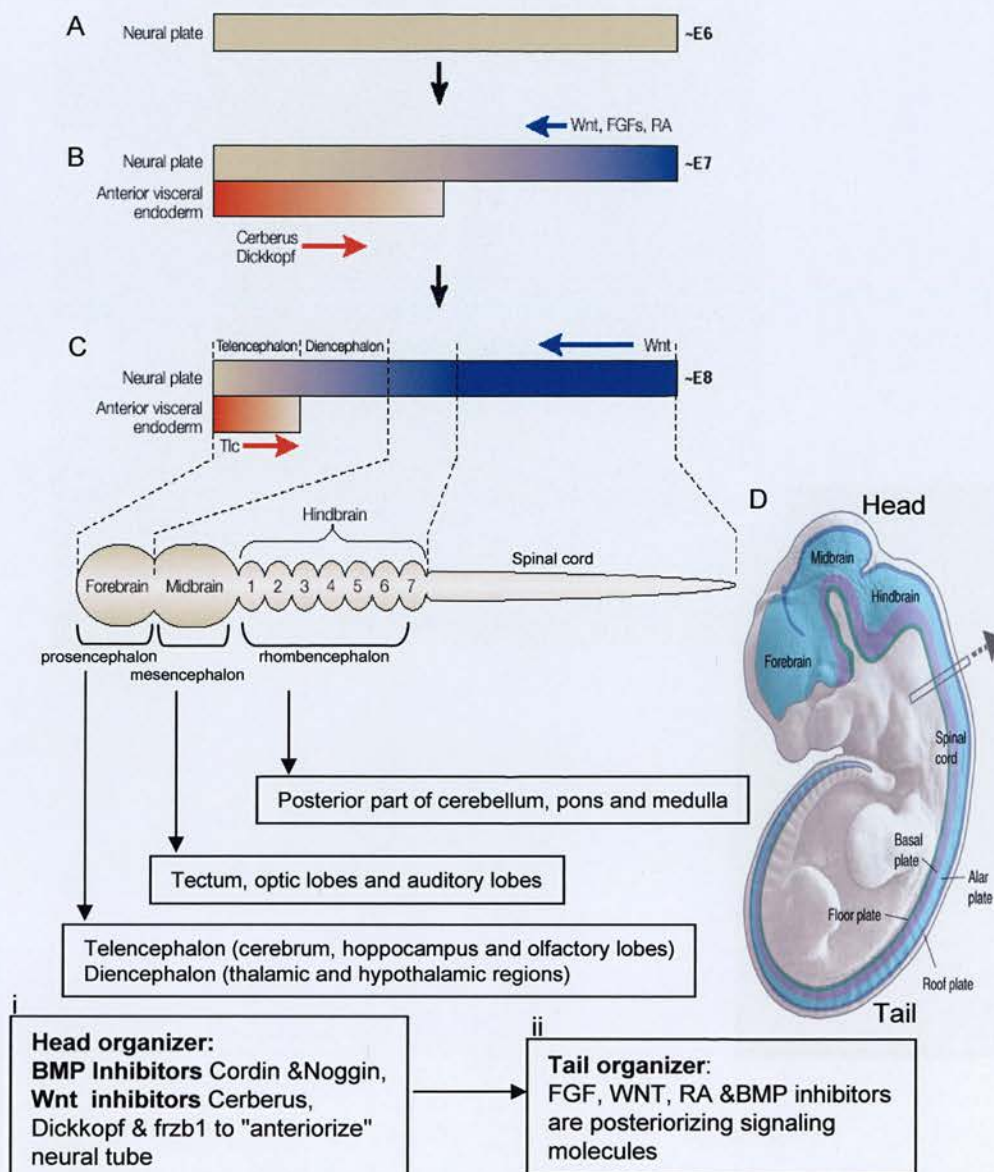 A
Neural plate
~E6
Wnt, FGFs, RA
B
Neural plate
~E7
Anterior visceral
endoderm
Cerberus
Dickkopf
C
Telencephalon
Diencephalon
Wnt
Neural plate
~E8
Anterior visceral
endoderm
Tlc
Hindbrain
Forebrain
Midbrain
1 2 3 4 5 6 7
Spinal cord
prosencephalon
mesencephalon
rhombencephalon
Posterior part of cerebellum, pons and medulla
Tectum, optic lobes and auditory lobes
Telencephalon (cerebrum, hoppocampus and olfactory lobes)
Diencephalon (thalamic and hypothalamic regions)
D
Head
Midbrain
Hindbrain
Forebrain
Spinal
cord
Basal
plate
Alar
plate
Floor plate
Roof plate
Tail
i
Head organizer:
BMP Inhibitors Cordin &Noggin,
Wnt inhibitors Cerberus,
Dickkopf & frzb1 to "anteriorize"
neural tube
ii
Tail organizer:
FGF, WNT, RA &BMP inhibitors
are posteriorizing signaling
molecules